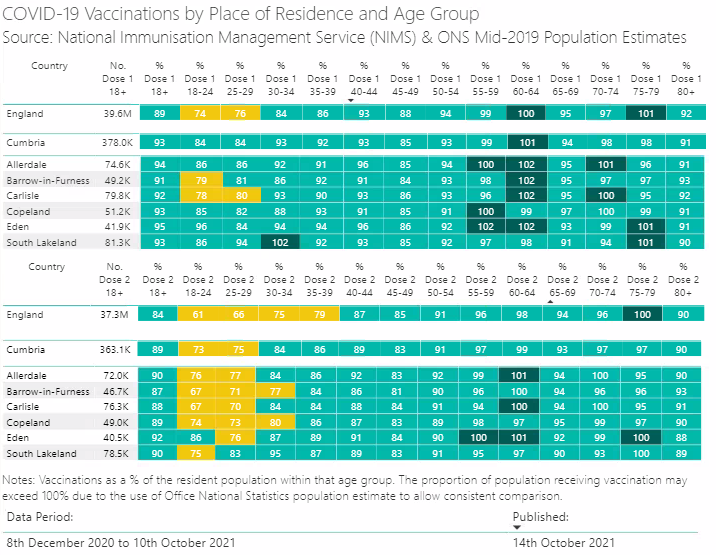 COVID-19 Vaccinations by Place of Residence and Age Group
Source: National Immunisation Management Service (NIMS) & ONS Mid-2019 Population Estimates
Country No. Dose 1 18+ % Dose 1 18+ % Dose 1 18-24 % Dose 1 25-29 % Dose 1 30-34 % Dose 1 35-39 % Dose 1 40-44 % Dose 1 45-49 % Dose 1 50-54 % Dose 1 55-59 % Dose 1 60-64 % Dose 1 65-69 % Dose 1 70-74 % Dose 1 75-79 % Dose 1 80+
England 39.6M 89 74 76 84 86 93 88 94 99 100 95 97 101 92
Cumbria 378.0K 93 84 84 93 92 93 85 93 99 101 94 98 98 91
Allerdale 74.6K 94 86 86 92 91 96 85 94 100 102 95 101 96 91
Barrow-in-Furness 49.2K 91 79 81 86 92 91 84 93 98 102 95 97 97 93
Carlisle 79.8K 92 78 80 93 90 93 86 93 96 102 95 100 95 92
Copeland 51.2K 93 85 82 88 93 91 85 91 100 99 97 100 99 91
Eden 41.9K 95 96 84 94 94 96 86 92 102 102 93 99 101 91
South Lakeland 81.3K 93 86 94 102 92 93 85 92 97 98 91 94 101 90
Country No. Dose 2 18+ % Dose 2 18+ % Dose 2 18-24 % Dose 2 25-29 % Dose 2 30-34 % Dose 2 35-39 % Dose 2 40-44 % Dose 2 45-49 % Dose 2 50-54 % Dose 2 55-59 % Dose 2 60-64 % Dose 2 65-69 % Dose 2 70-74 % Dose 2 75-79 % Dose 2 80+
England 37.3M 84 61 66 75 79 87 85 91 96 98 94 96 100 90
Cumbria 363.1K 89 73 75 84 86 89 83 91 97 99 93 97 97 90
Allerdale 72.0K 90 76 77 84 86 92 83 92 99 101 94 100 95 90
Barrow-in-Furness 46.7K 87 67 71 77 84 86 81 90 96 100 94 96 96 93
Carlisle 76.3K 88 67 70 84 84 88 84 91 94 100 94 100 95 91
Copeland 49.0K 89 74 73 80 86 87 83 89 98 97 95 99 97 90
Eden 40.5K 92 86 76 87 89 91 84 90 100 101 92 99 100 88
South Lakeland 78.5K 90 75 83 95 87 89 83 91 95 97 90 93 100 89
Notes: Vaccinations as a % of the resident population within that age group. The proportion of population receiving vaccination may
exceed 100% due to the use of Office National Statistics population estimate to allow consistent comparison.
Data Period: Published:
8th December 2020 to 10th October 2021 14th October 2021